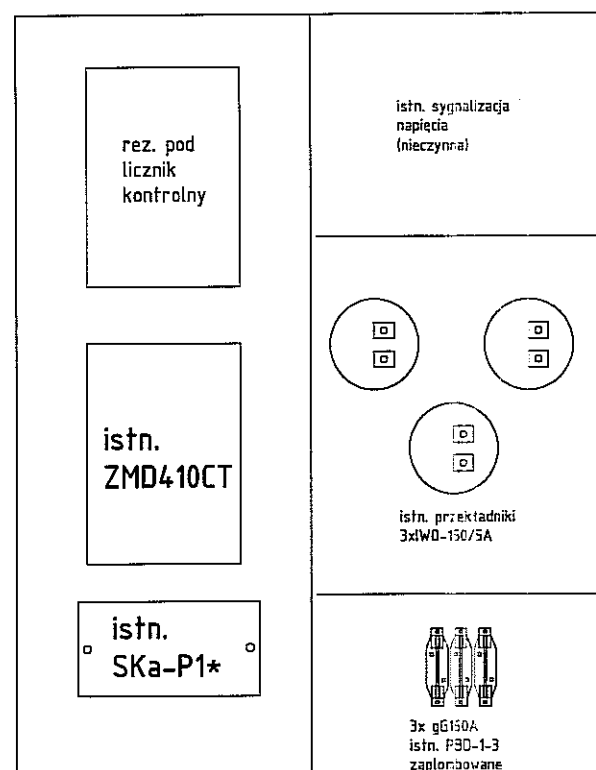 rez. pod
licznik
kontrolny
istn.
ZMD410CT
istn.
SKa-P1*
istn. sygnalizacja
napięcia
(nieczynna)
istn. przekładniki
3xIWO-150/5A
3x gG160A
istn. PBD-1-3
zaplombowane